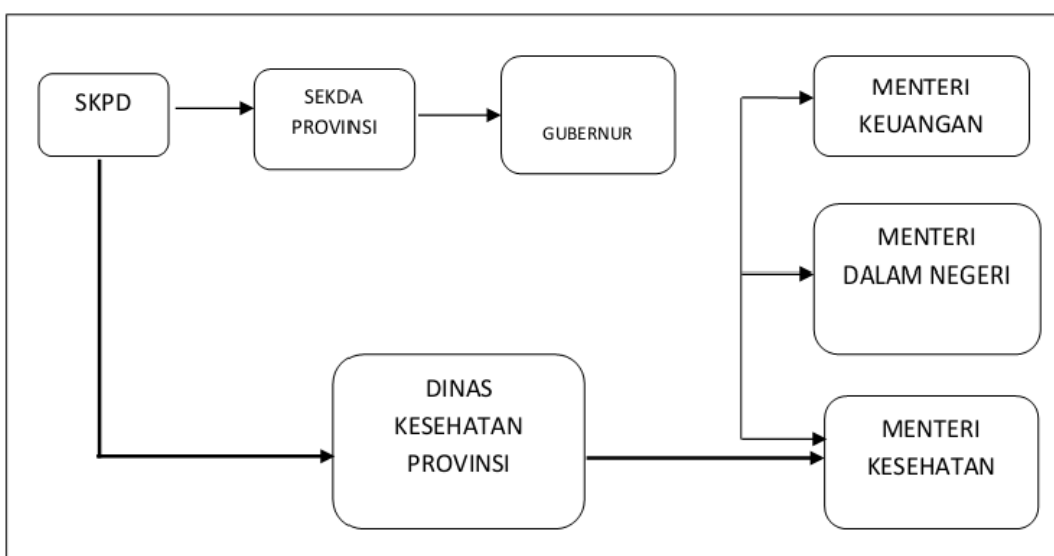 SKPD
SEKDA
PROVINSI
GUBERNUR
MENTERI
KEUANGAN
MENTERI
DALAM NEGERI
DINAS
KESEHATAN
PROVINSI
MENTERI
KESEHATAN